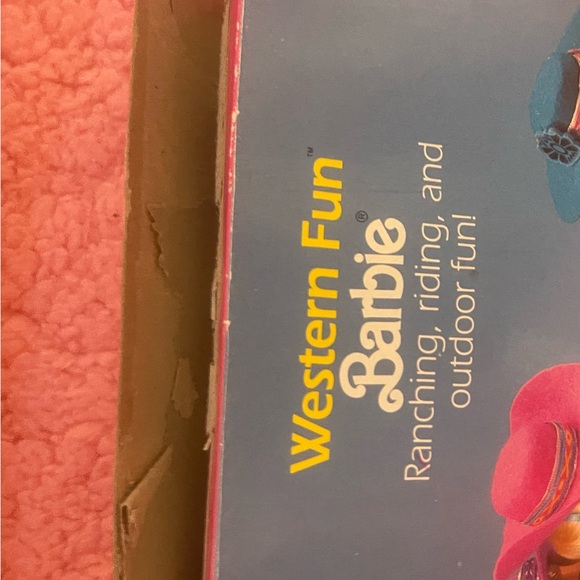 Western Fun™
Barbie®
Ranching, riding, and
outdoor fun!